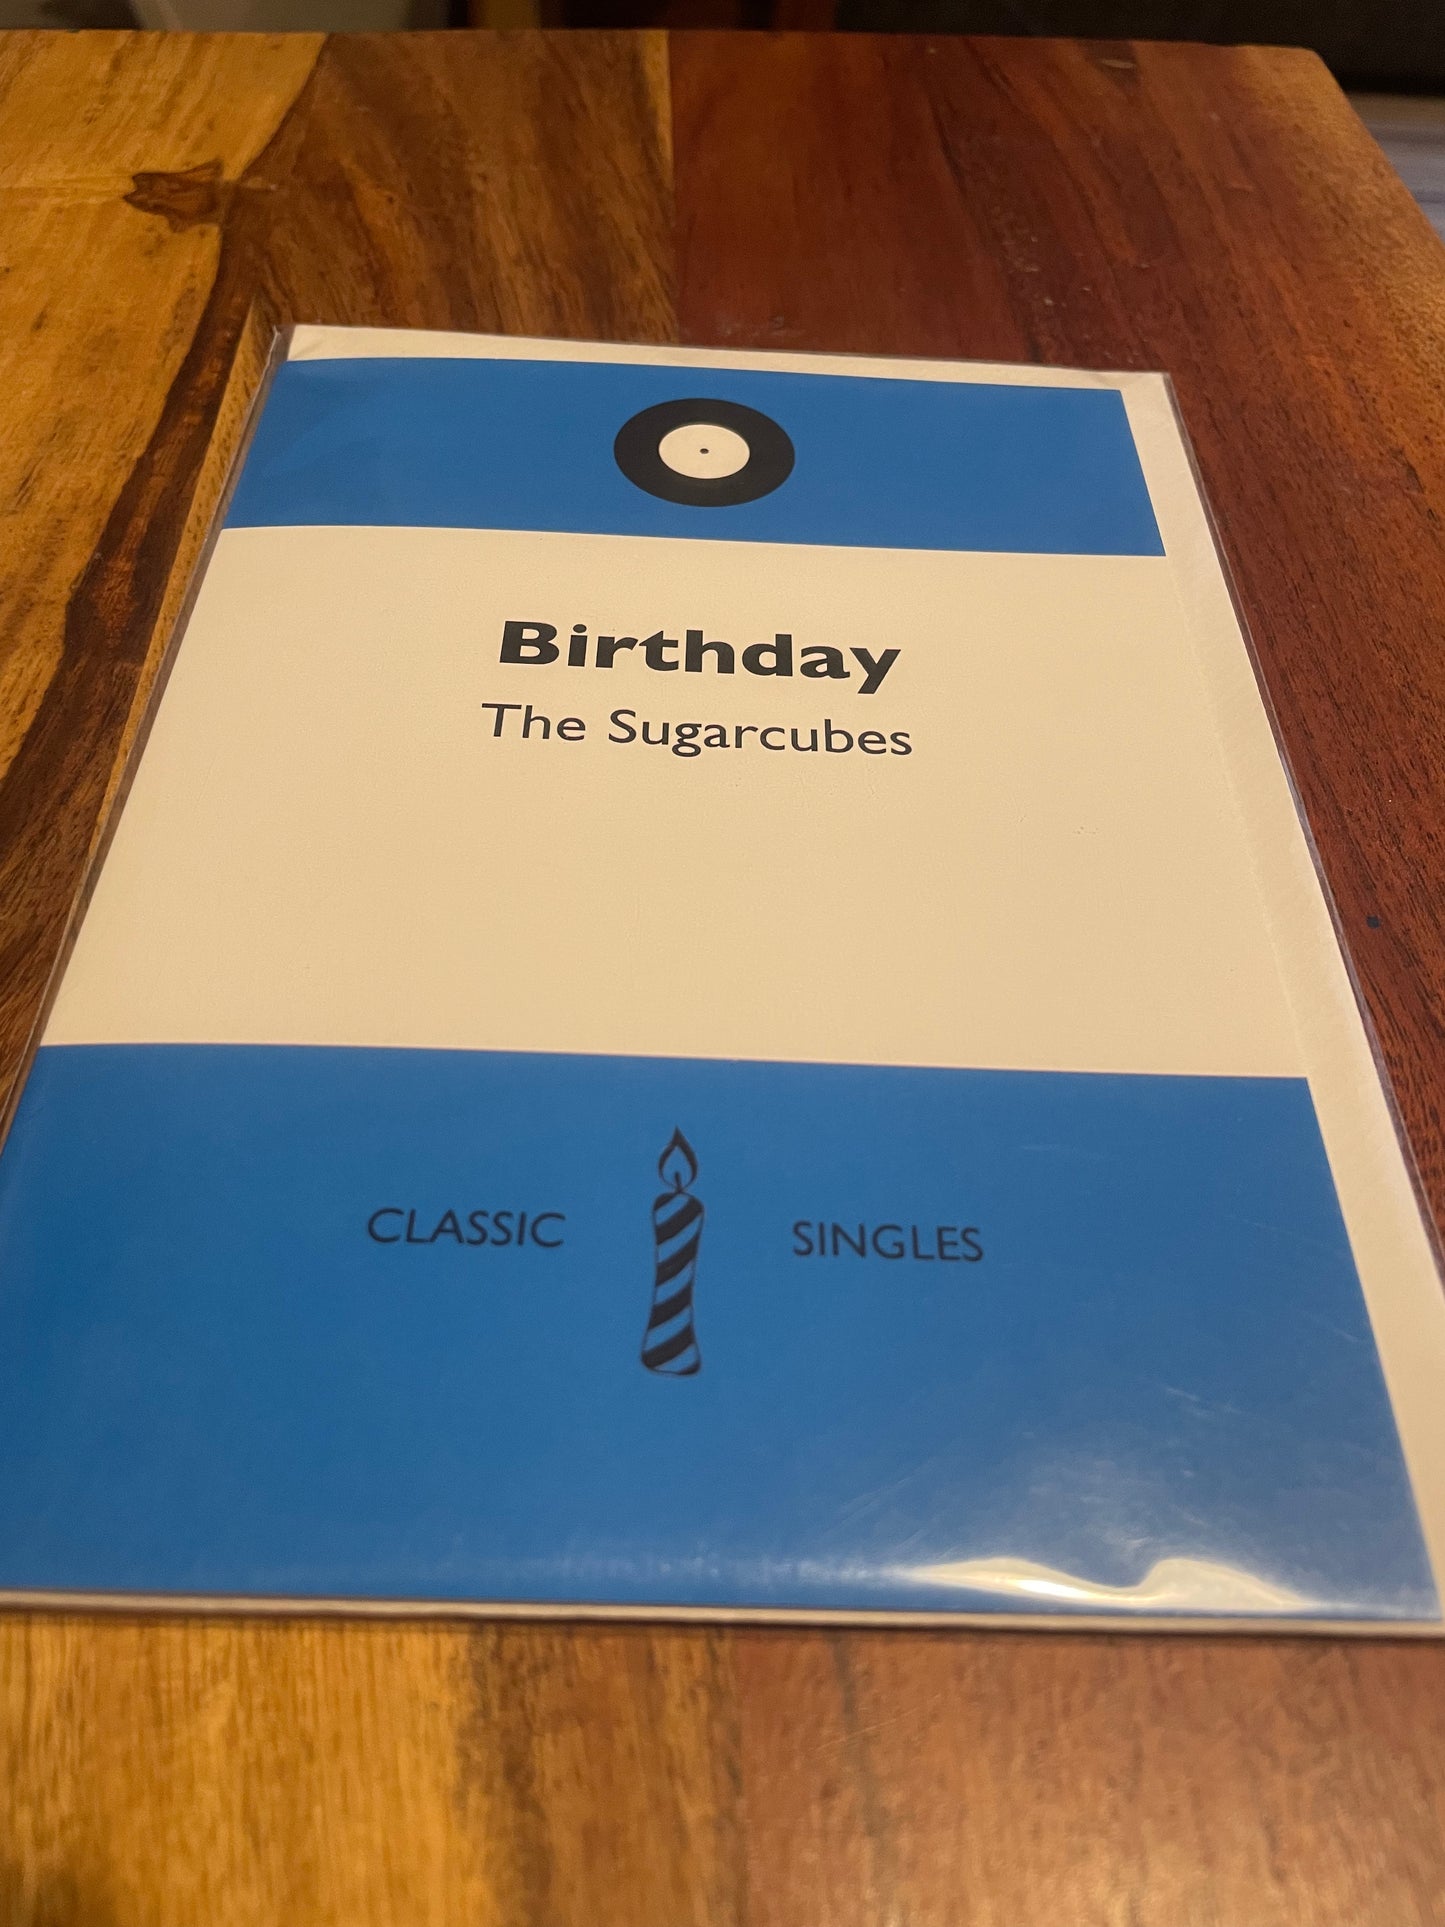 Birthday
The Sugarcubes
CLASSIC SINGLES